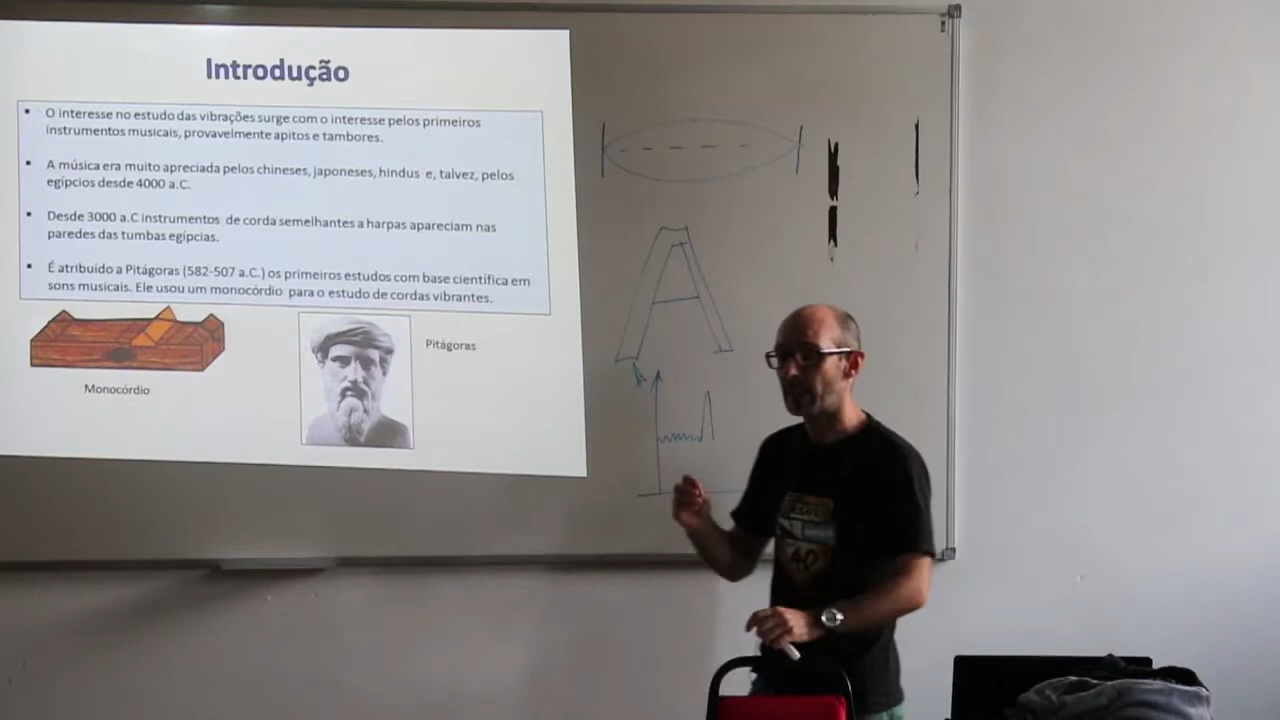 Introdução
▪ O interesse no estudo das vibrações surge com o interesse pelos primeiros
instrumentos musicais, provavelmente apitos e tambores.
▪ A música era muito apreciada pelos chineses, japoneses, hindus e, talvez, pelos
egípcios desde 4000 a.C.
▪ Desde 3000 a.C instrumentos de corda semelhantes a harpas apareciam nas
paredes das tumbas egípcias.
▪ É atribuído a Pitágoras (582-507 a.C.) os primeiros estudos com base científica em
sons musicais. Ele usou um monocórdio para o estudo de cordas vibrantes.
Pitágoras
Monocórdio